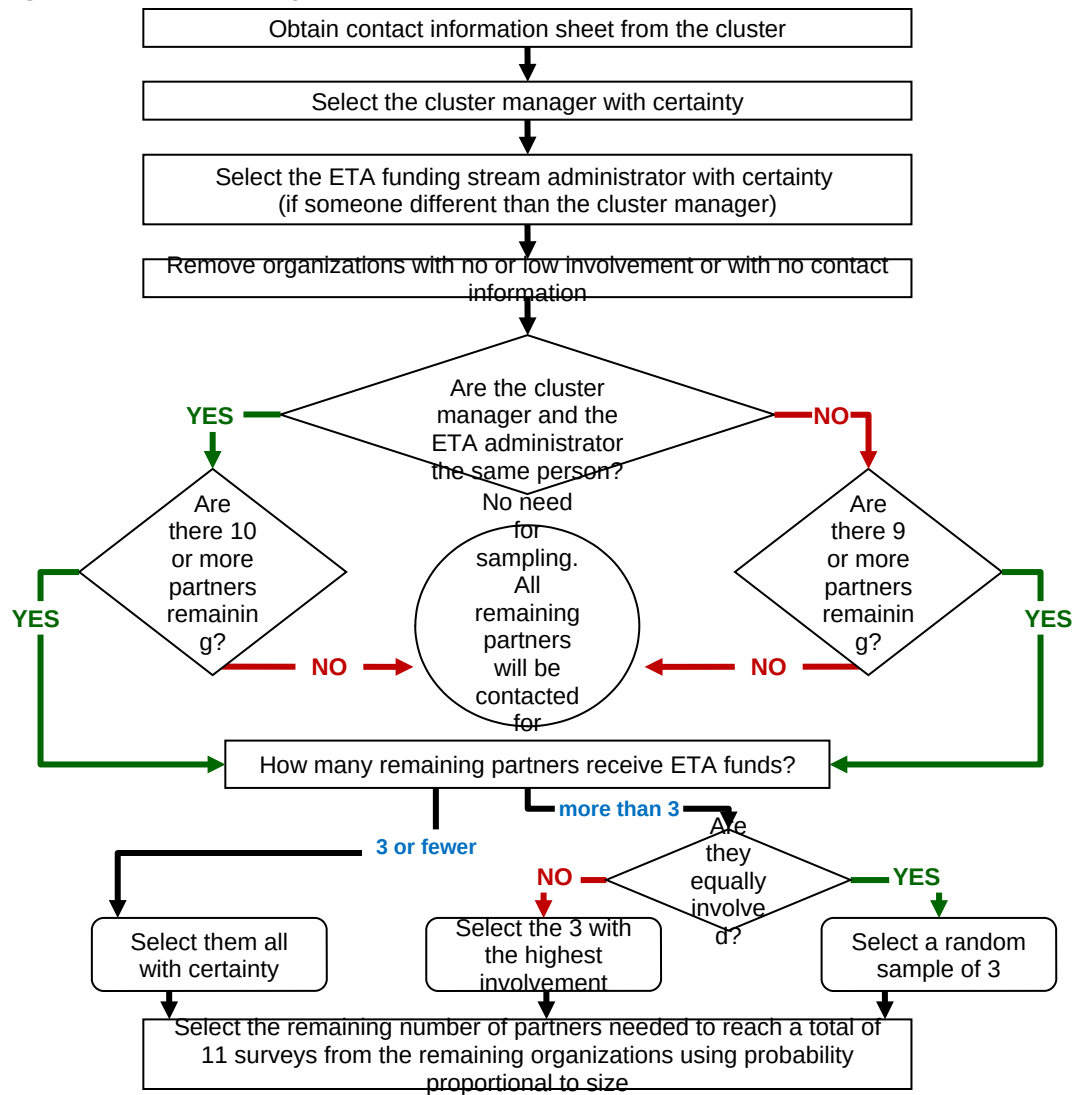 Obtain contact information sheet from the cluster
Select the cluster manager with certainty
Select the ETA funding stream administrator with certainty
(if someone different than the cluster manager)
Remove organizations with no or low involvement or with no contact
information
Are the cluster
manager and the
ETA administrator
the same person?
YES
NO
Are
there 10
or more
partners
remainin
g?
No need
for
sampling.
All
remaining
partners
will be
contacted
for
Are
there 9
or more
partners
remainin
g?
YES
YES
NO
NO
How many remaining partners receive ETA funds?
more than 3
3 or fewer
Are
they
equally
involve
d?
NO
YES
Select them all
with certainty
Select the 3 with
the highest
involvement
Select a random
sample of 3
Select the remaining number of partners needed to reach a total of
11 surveys from the remaining organizations using probability
proportional to size